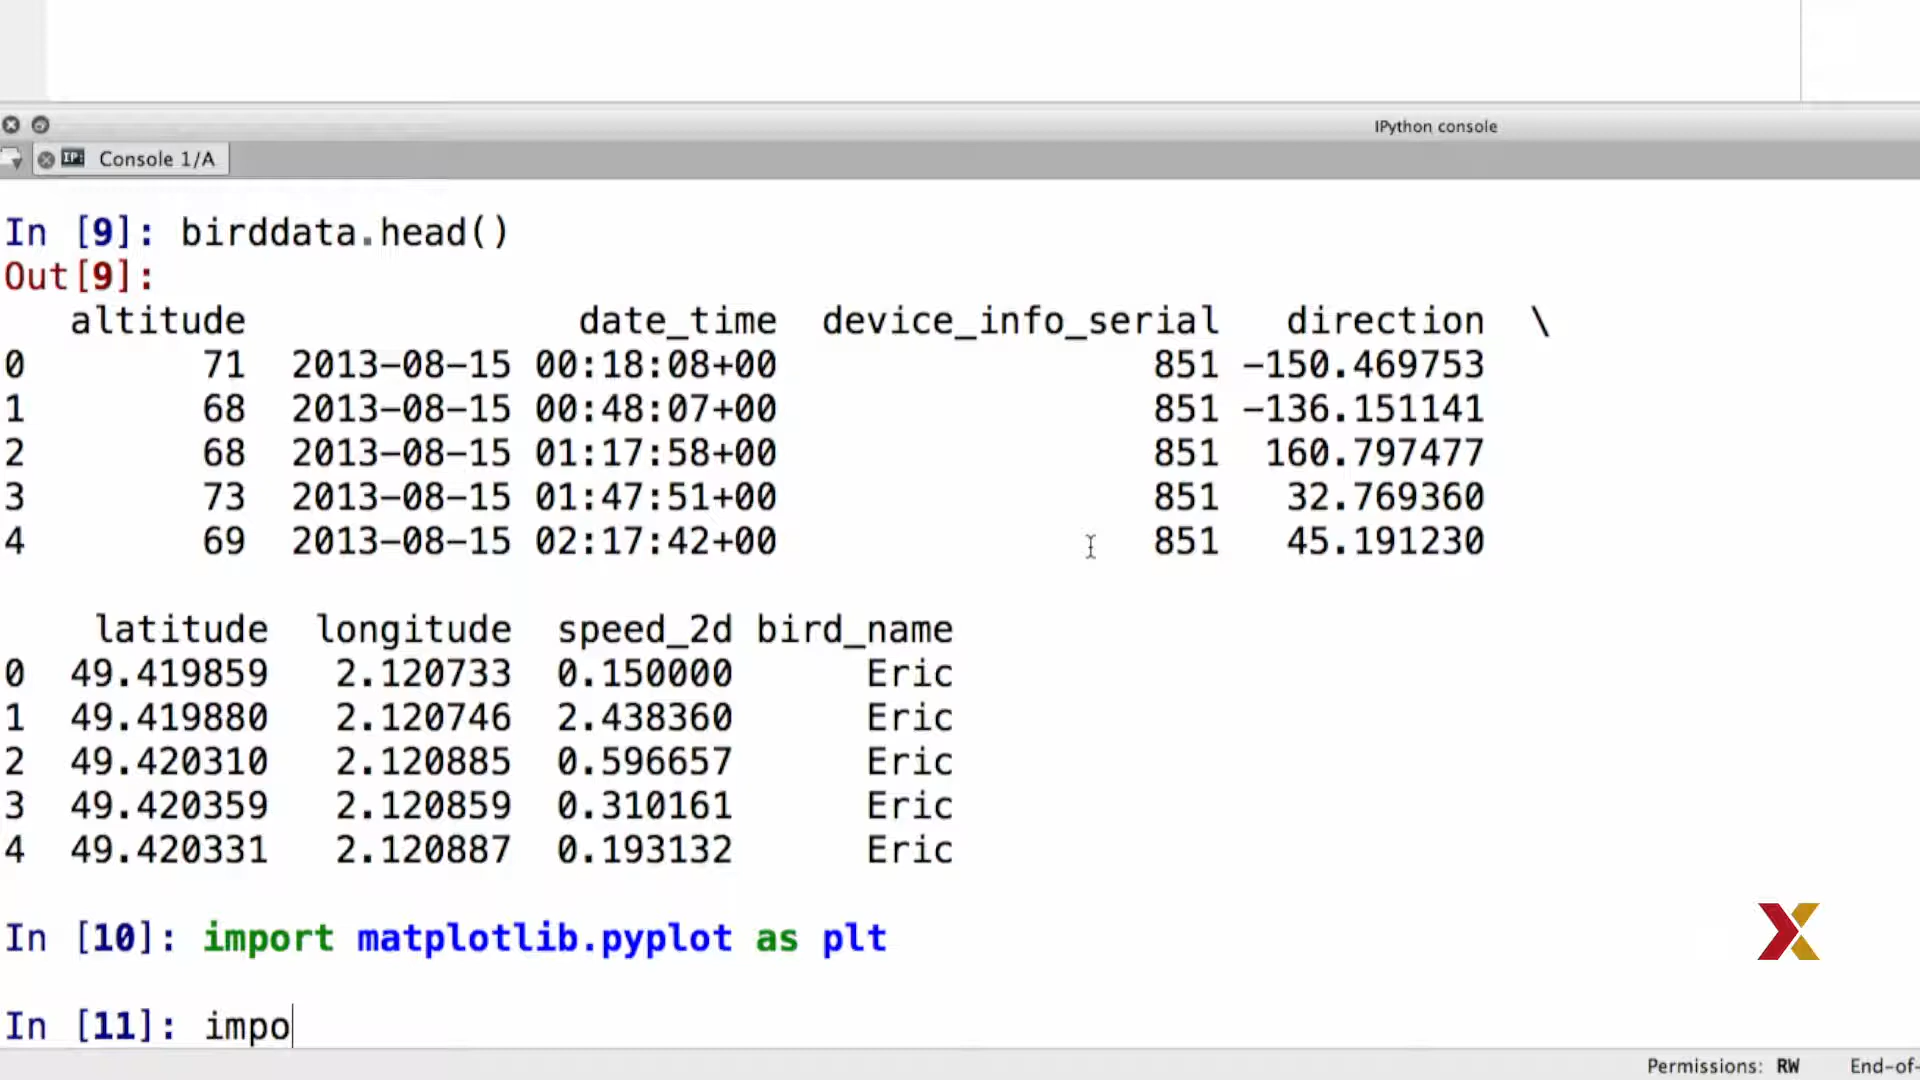 IPython console
IP: Console 1/A
In [9]: birddata.head()
Out[9]:
altitude date_time device_info_serial direction \
0 71 2013-08-15 00:18:08+00 851 -150.469753
1 68 2013-08-15 00:48:07+00 851 -136.151141
2 68 2013-08-15 01:17:58+00 851 160.797477
3 73 2013-08-15 01:47:51+00 851 32.769360
4 69 2013-08-15 02:17:42+00 851 45.191230
latitude longitude speed_2d bird_name
0 49.419859 2.120733 0.150000 Eric
1 49.419880 2.120746 2.438360 Eric
2 49.420310 2.120885 0.596657 Eric
3 49.420359 2.120859 0.310161 Eric
4 49.420331 2.120887 0.193132 Eric
In [10]: import matplotlib.pyplot as plt
In [11]: impo
Permissions: RW End-of-